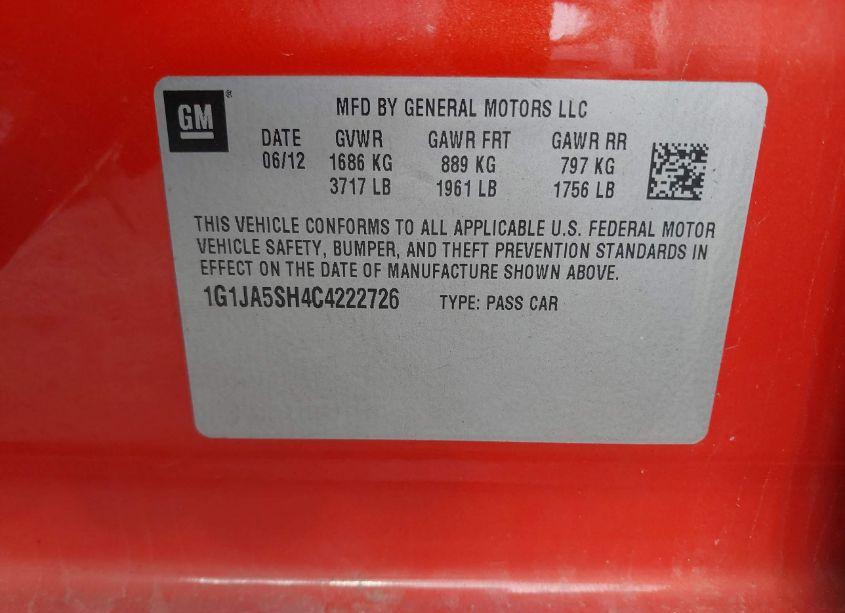 GM®
MFD BY GENERAL MOTORS LLC
DATE GVWR GAWR FRT GAWR RR
06/12 1686 KG 889 KG 797 KG
3717 LB 1961 LB 1756 LB
THIS VEHICLE CONFORMS TO ALL APPLICABLE U.S. FEDERAL MOTOR
VEHICLE SAFETY, BUMPER, AND THEFT PREVENTION STANDARDS IN
EFFECT ON THE DATE OF MANUFACTURE SHOWN ABOVE.
1G1JA5SH4C4222726 TYPE: PASS CAR